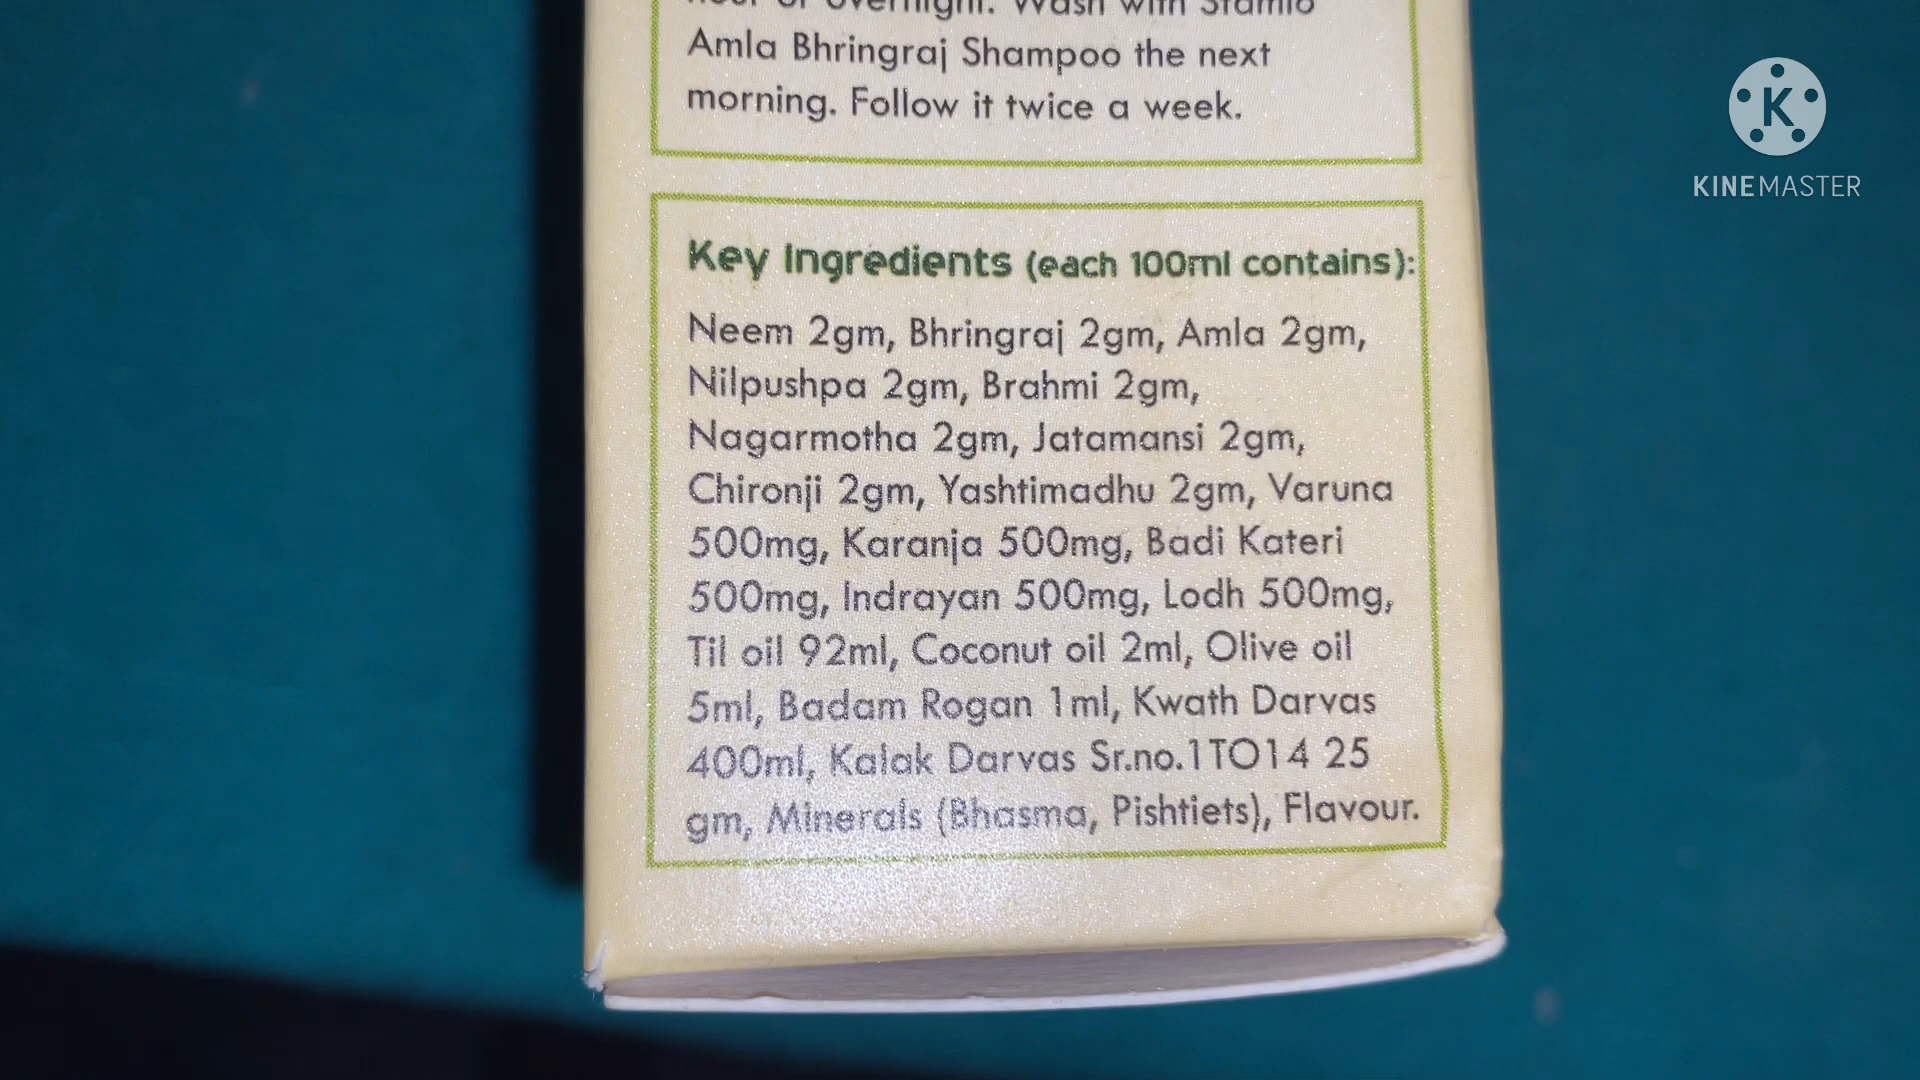 Amla Bhringraj Shampoo the next
morning. Follow it twice a week.
Key Ingredients (each 100ml contains):
Neem 2gm, Bhringraj 2gm, Amla 2gm,
Nilpushpa 2gm, Brahmi 2gm,
Nagarmotha 2gm, Jatamansi 2gm,
Chironji 2gm, Yashtimadhu 2gm, Varuna
500mg, Karanja 500mg, Badi Kateri
500mg, Indrayan 500mg, Lodh 500mg,
Til oil 92ml, Coconut oil 2ml, Olive oil
5ml, Badam Rogan 1ml, Kwath Darvas
400ml, Kalak Darvas Sr.no.1TO14 25
gm, Minerals (Bhasma, Pishtiets), Flavour.
K
KINEMASTER